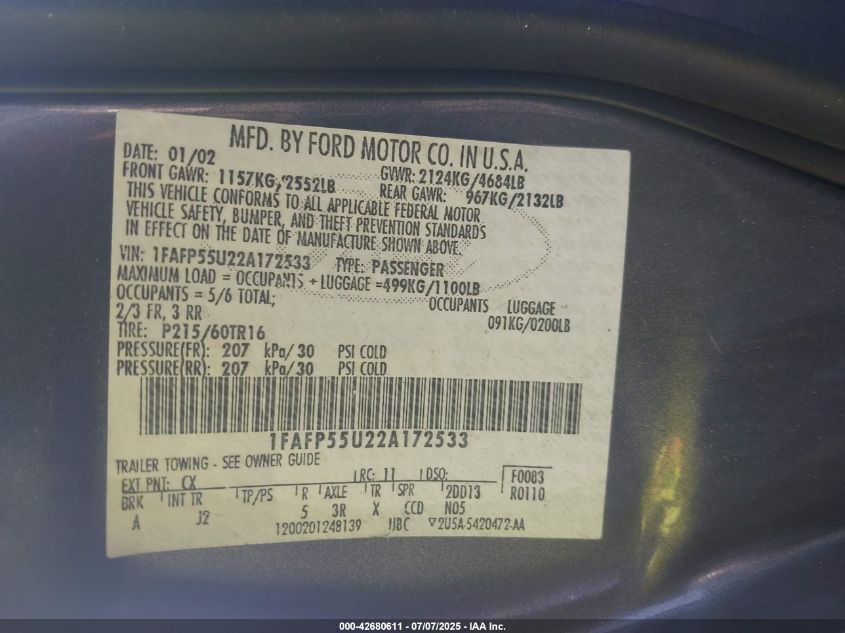 MFD. BY FORD MOTOR CO. IN U.S.A.
DATE: 01/02 GVWR: 2124KG/4684LB
FRONT GAWR: 1157KG/2552LB REAR GAWR: 967KG/2132LB
THIS VEHICLE CONFORMS TO ALL APPLICABLE FEDERAL MOTOR
VEHICLE SAFETY, BUMPER, AND THEFT PREVENTION STANDARDS
IN EFFECT ON THE DATE OF MANUFACTURE SHOWN ABOVE.
VIN: 1FAFP55U22A172533 TYPE: PASSENGER
MAXIMUM LOAD = OCCUPANTS + LUGGAGE =499KG/1100LB
OCCUPANTS = 5/6 TOTAL; OCCUPANTS LUGGAGE
2/3 FR, 3 RR 091KG/0200LB
TIRE: P215/60TR16
PRESSURE(FR): 207 kPa/30 PSI COLD
PRESSURE(RR): 207 kPa/30 PSI COLD
1FAFP55U22A172533
TRAILER TOWING - SEE OWNER GUIDE
EXT PNT: CX RC: 11 DSO: F0083
BRK INT TR TP/PS R AXLE TR SPR 2DD13 R0110
A J2 5 3R X CCD N05
1200201248139 UBC ▽2U5A-5420472-AA
000-42680611 - 07/07/2025 - IAA Inc.